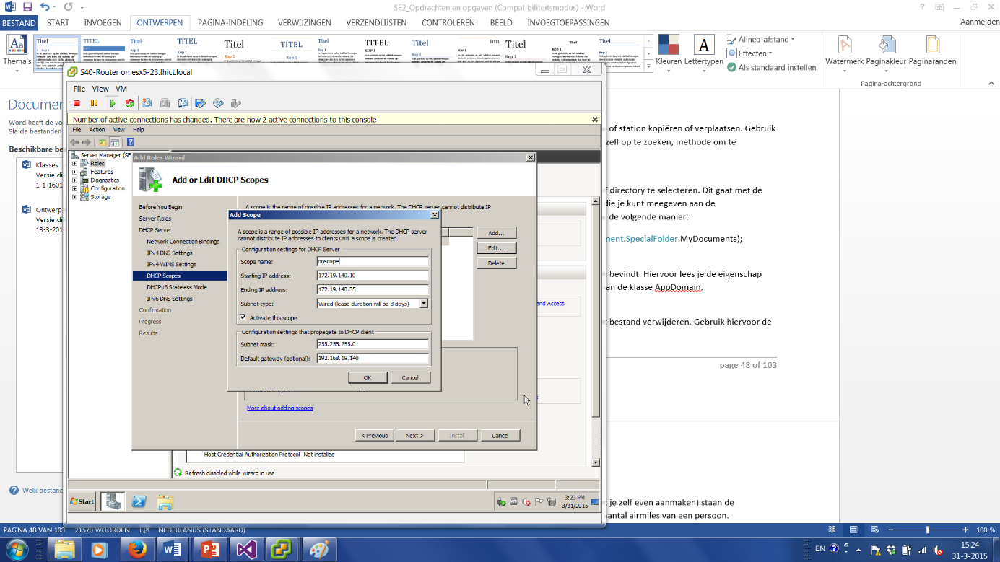 SE2_Opdrachten en opgaven (Compatibiliteitsmodus) - Word
BESTAND START INVOEGEN ONTWERPEN PAGINA-INDELING VERWIJZINGEN VERZENDLIJSTEN CONTROLEREN BEELD INVOEGTOEPASSINGEN Aanmelden
Thema's
Titel TITEL Titel TITEL Titel Titel TITEL Titel TITEL Titel TITEL Titel Titel Titel
Kleuren Lettertypen
Alinea-afstand
Effecten
Als standaard instellen
Watermerk Paginakleur Paginaranden
Pagina-achtergrond
Docume
Word heeft de vo
Sla de bestanden
Beschikbare be
Klasses
Versie di
1-1-1601
Ontwerp
Versie di
13-3-201
Welk bestand
S40-Router on esx5-23.fhict.local
File View VM
Number of active connections has changed. There are now 2 active connections to this console
File Action View Help
Server Manager (SE
Roles
Features
Diagnostics
Configuration
Storage
Add Roles Wizard
Add or Edit DHCP Scopes
Before You Begin
Server Roles
DHCP Server
Network Connection Bindings
IPv4 DNS Settings
IPv4 WINS Settings
DHCP Scopes
DHCPv6 Stateless Mode
IPv6 DNS Settings
Confirmation
Progress
Results
A scope is the range of possible IP addresses for a network. The DHCP server cannot distribute IP
Add...
Edit...
Delete
Add Scope
A scope is a range of possible IP addresses for a network. The DHCP server
cannot distribute IP addresses to clients until a scope is created.
Configuration settings for DHCP Server
Scope name: noscope
Starting IP address: 172.19.140.10
Ending IP address: 172.19.140.35
Subnet type: Wired (lease duration will be 8 days)
Activate this scope
Configuration settings that propagate to DHCP client
Subnet mask: 255.255.255.0
Default gateway (optional): 192.168.19.140
OK Cancel
More about adding scopes
< Previous Next > Install Cancel
and Access
Host Credential Authorization Protocol Not installed
Refresh disabled while wizard in use
Start
3:23 PM
3/31/2015
of station kopiëren of verplaatsen. Gebruik
zelf op te zoeken, methode om te
f directory te selecteren. Dit gaat met de
die je kunt meegeven aan de
de volgende manier:
ment.SpecialFolder.MyDocuments);
bevindt. Hiervoor lees je de eigenschap
an de klasse AppDomain.
t bestand verwijderen. Gebruik hiervoor de
page 48 of 103
t je zelf even aanmaken) staan de
antal airmiles van een persoon.
PAGINA 48 VAN 103 21570 WOORDEN NEDERLANDS (STANDAARD) 100 %
EN
15:24
31-3-2015